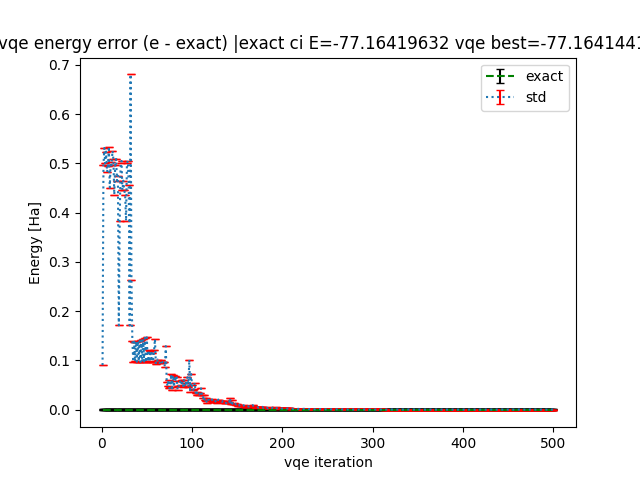 vqe energy error (e - exact) |exact ci E=-77.16419632 vqe best=-77.1641441
exact
std
Energy [Ha]
0.7
0.6
0.5
0.4
0.3
0.2
0.1
0.0
0
100
200
300
400
500
vqe iteration